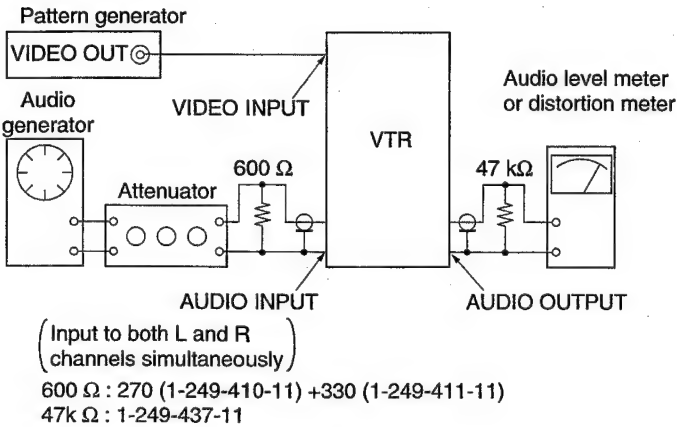 Pattern generator
VIDEO OUT
Audio
generator
VIDEO INPUT
VTR
Audio level meter
or distortion meter
Attenuator
600 Ω
47 kΩ
AUDIO INPUT
AUDIO OUTPUT
(Input to both L and R
channels simultaneously)
600 Ω : 270 (1-249-410-11) +330 (1-249-411-11)
47k Ω : 1-249-437-11